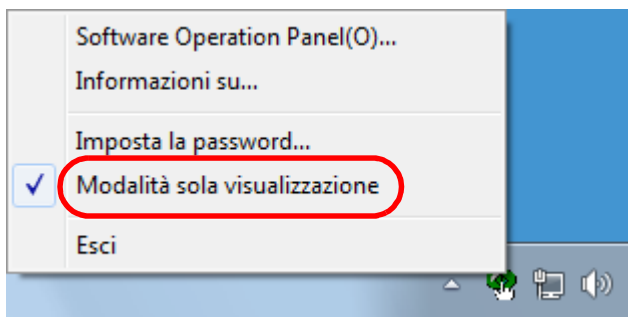 Software Operation Panel(O)...
Informazioni su...
Imposta la password...
Modalità sola visualizzazione
Esci